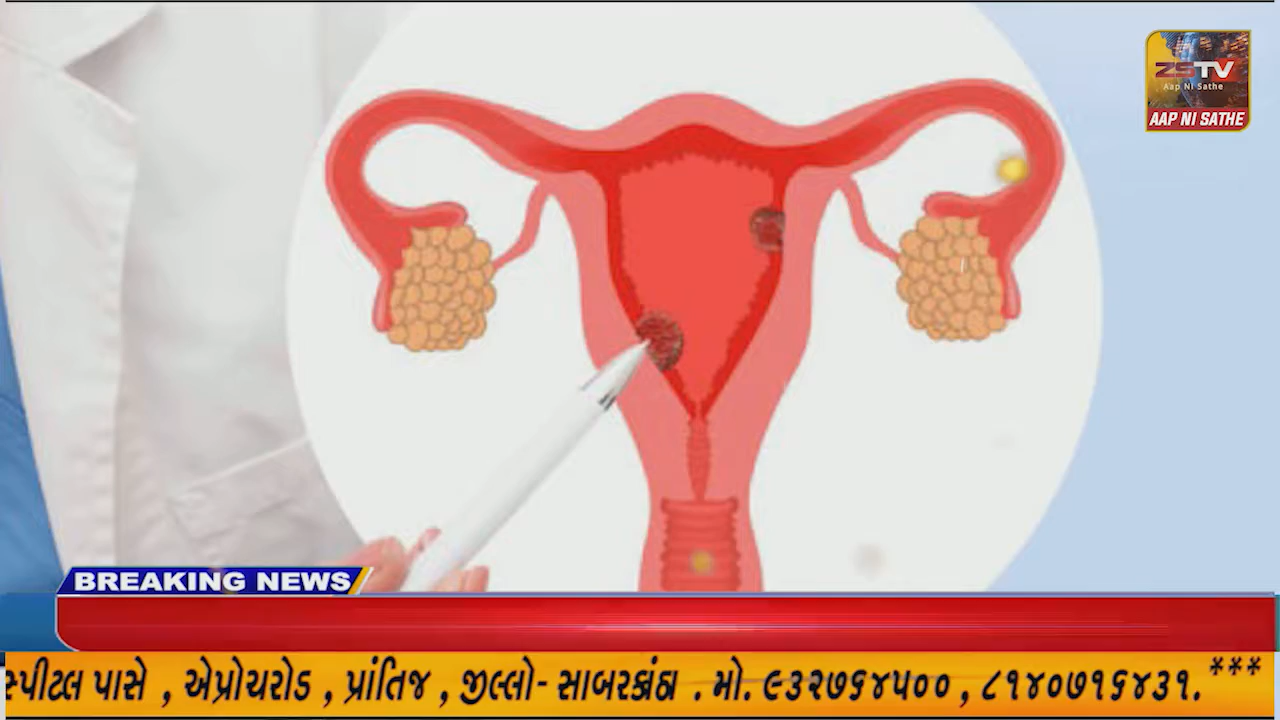 ZSTV
Aap Ni Sathe
AAP NI SATHE
BREAKING NEWS
સ્પીટલ પાસે , એપ્રોચરોડ , પ્રાંતિજ , જીલ્લો- સાબરકાંઠા . મો. ૯૩૨૭૬૪૫૦૦ , ૮૧૪૦૭૧૬૪૩૧. ***